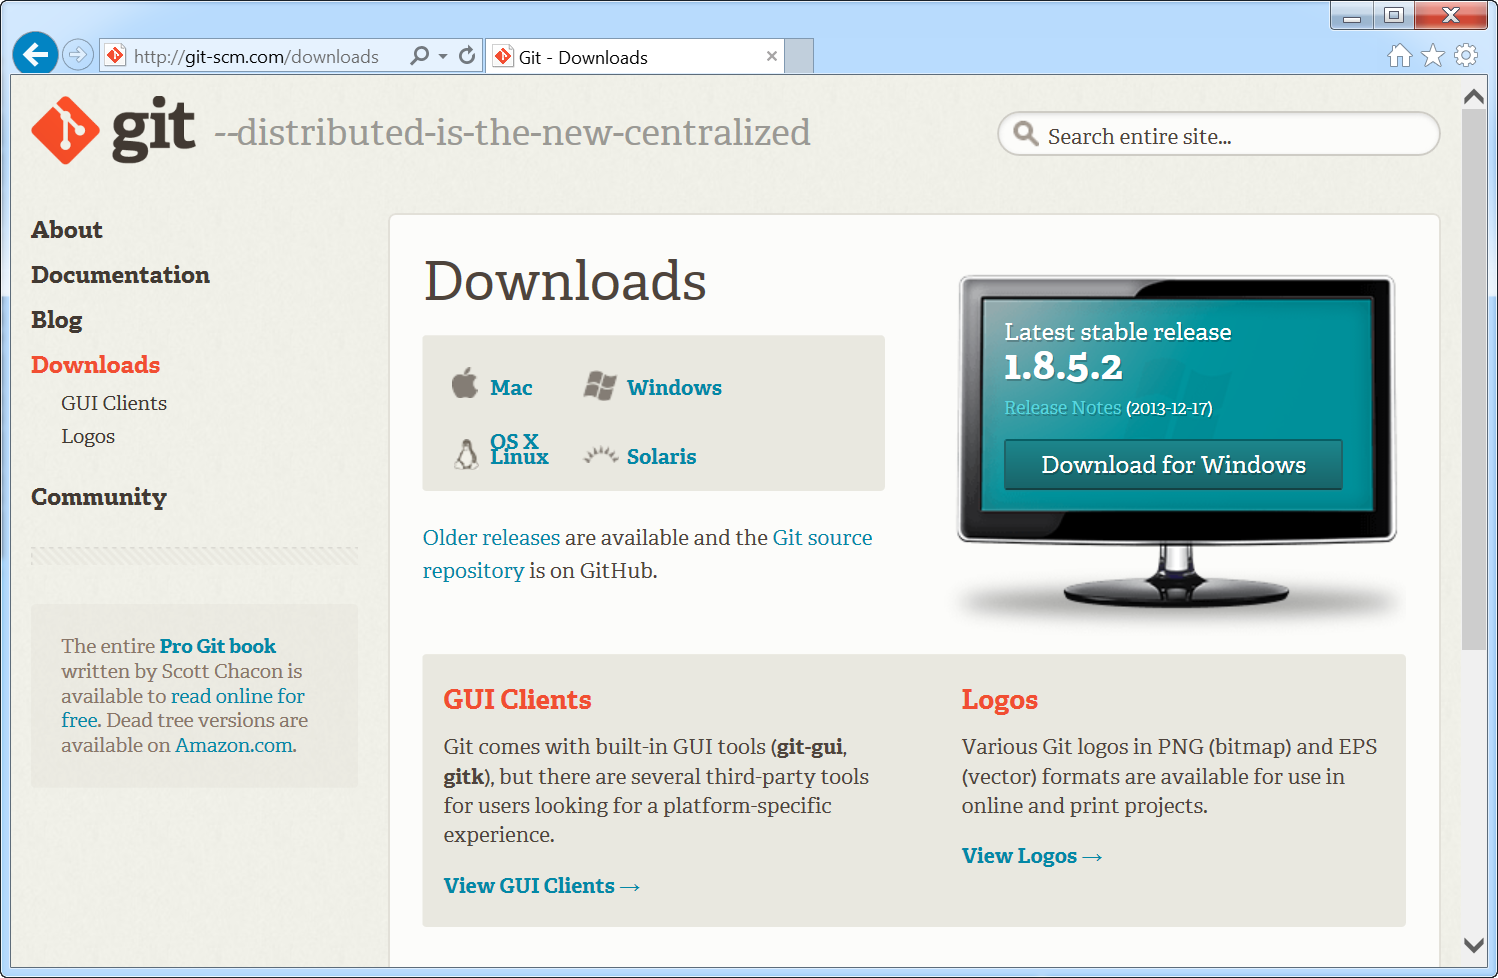 http://git-scm.com/downloads
Git - Downloads
git --distributed-is-the-new-centralized
Search entire site...
About
Documentation
Blog
Downloads
GUI Clients
Logos
Community
The entire Pro Git book
written by Scott Chacon is
available to read online for
free. Dead tree versions are
available on Amazon.com.
Downloads
Mac Windows
OS X
Linux Solaris
Older releases are available and the Git source
repository is on GitHub.
Latest stable release
1.8.5.2
Release Notes (2013-12-17)
Download for Windows
GUI Clients
Git comes with built-in GUI tools (git-gui,
gitk), but there are several third-party tools
for users looking for a platform-specific
experience.
View GUI Clients →
Logos
Various Git logos in PNG (bitmap) and EPS
(vector) formats are available for use in
online and print projects.
View Logos →